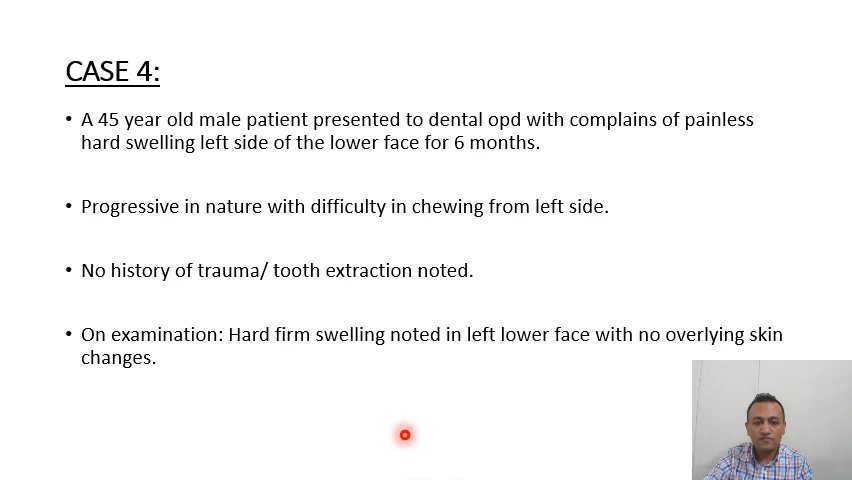 CASE 4:
• A 45 year old male patient presented to dental opd with complains of painless
hard swelling left side of the lower face for 6 months.
• Progressive in nature with difficulty in chewing from left side.
• No history of trauma/ tooth extraction noted.
• On examination: Hard firm swelling noted in left lower face with no overlying skin
changes.